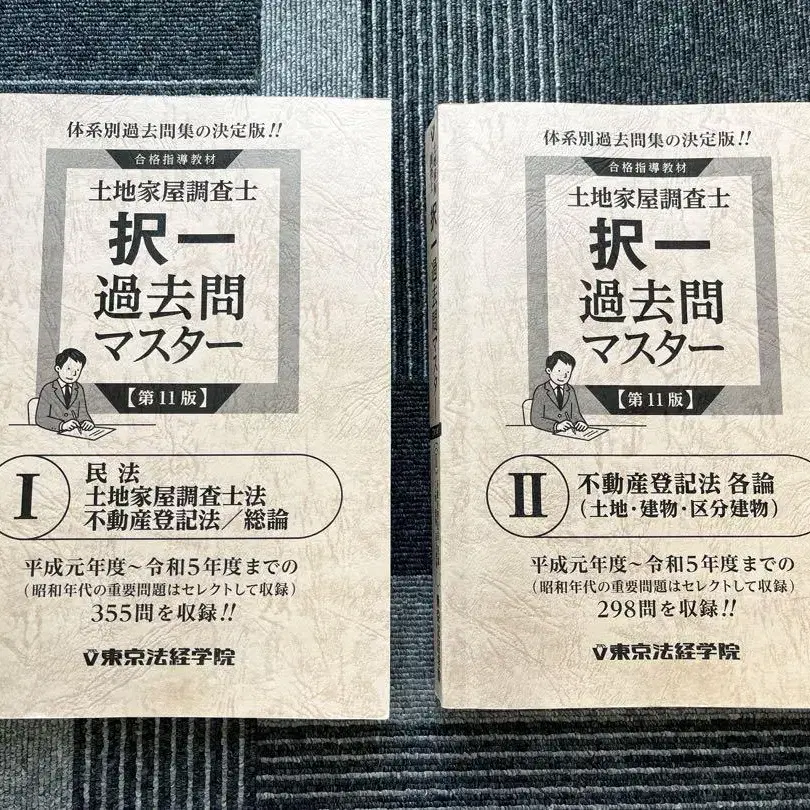 体系別過去問集の決定版!!
合格指導教材
土地家屋調査士
択一
過去問
マスター
【第11版】
I
民法
土地家屋調査士法
不動産登記法／総論
平成元年度～令和5年度までの
(昭和年代の重要問題はセレクトして収録)
355問を収録!!
東京法経学院
体系別過去問集の決定版!!
合格指導教材
土地家屋調査士
択一
過去問
マスター
【第11版】
II
不動産登記法 各論
(土地・建物・区分建物)
平成元年度～令和5年度までの
(昭和年代の重要問題はセレクトして収録)
298問を収録!!
東京法経学院
択一過去問マスター